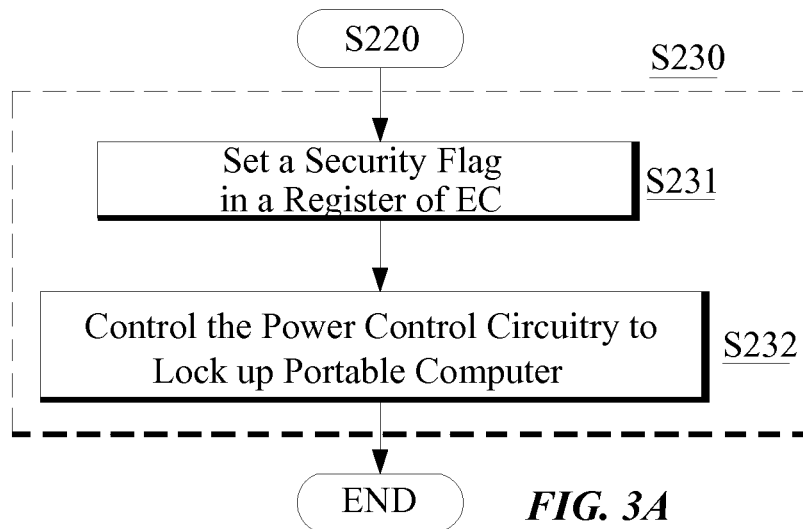 S220
S230
Set a Security Flag
in a Register of EC
S231
Control the Power Control Circuitry to
Lock up Portable Computer
S232
END
FIG. 3A